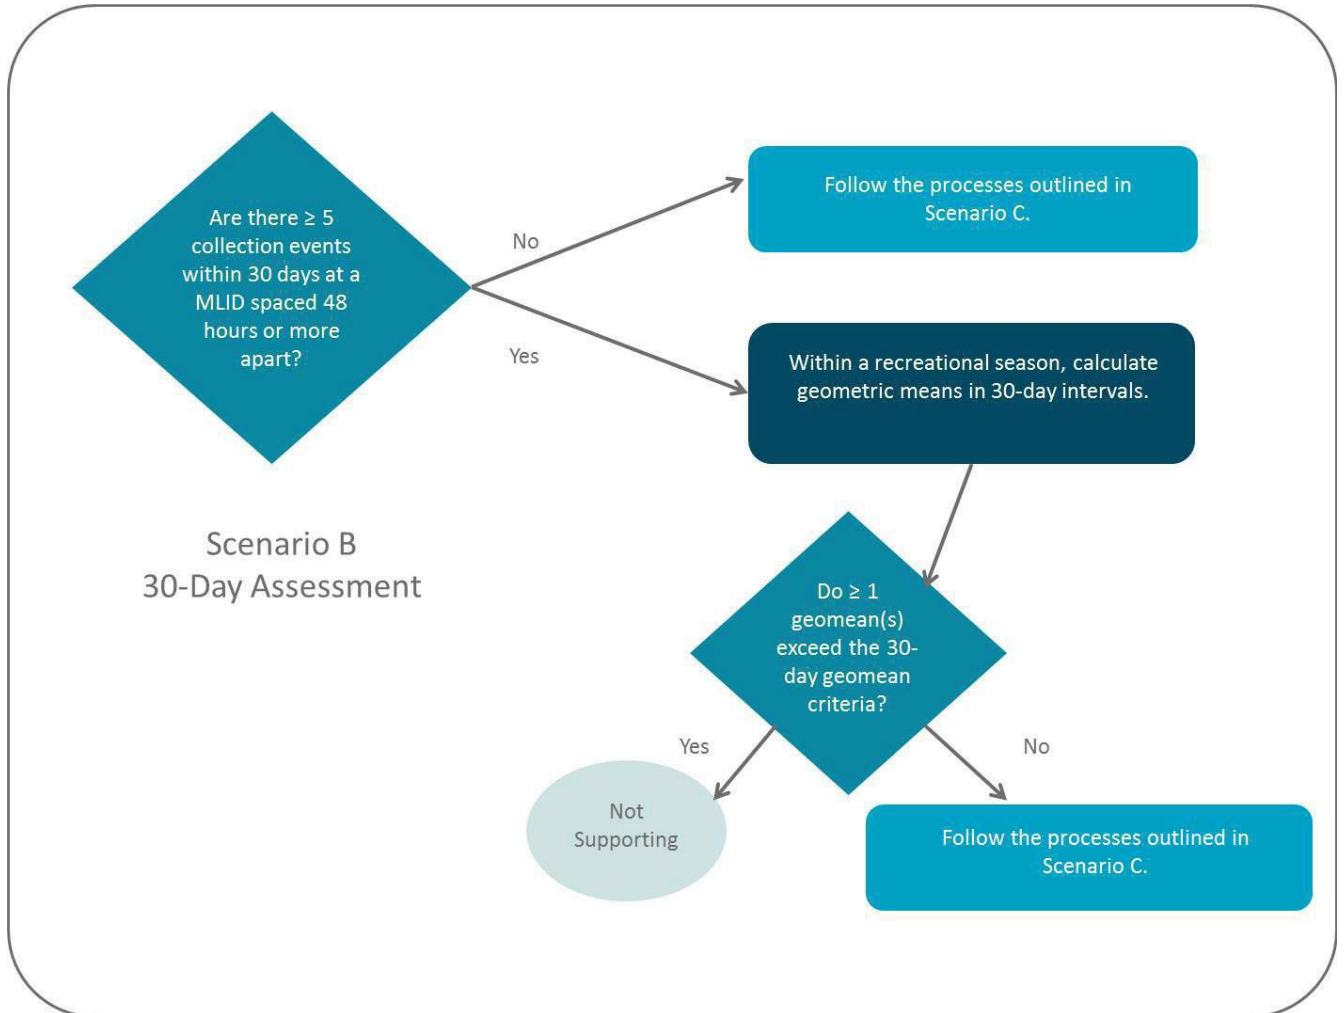 Are there ≥ 5
collection events
within 30 days at a
MLID spaced 48
hours or more
apart?
No
Follow the processes outlined in
Scenario C.
Yes
Within a recreational season, calculate
geometric means in 30-day intervals.
Scenario B
30-Day Assessment
Do ≥ 1
geomean(s)
exceed the 30-
day geomean
criteria?
Yes
No
Not
Supporting
Follow the processes outlined in
Scenario C.